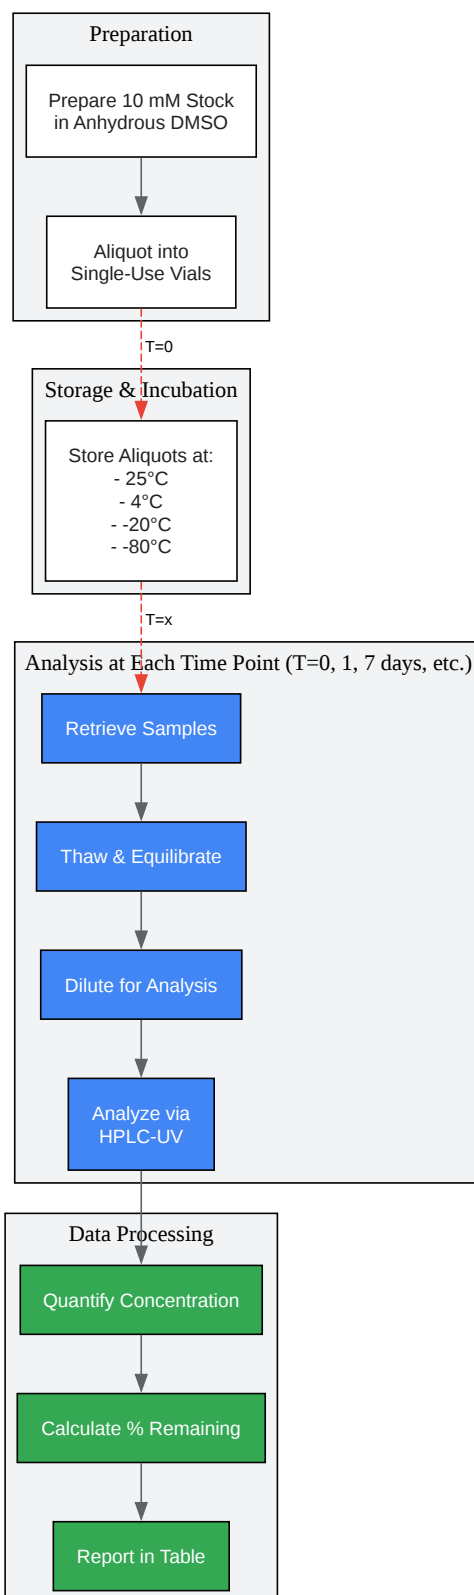 Preparation
Prepare 10 mM Stock
in Anhydrous DMSO
Aliquot into
Single-Use Vials
T=0
Storage & Incubation
Store Aliquots at:
- 25°C
- 4°C
- -20°C
- -80°C
T=x
Analysis at Each Time Point (T=0, 1, 7 days, etc.)
Retrieve Samples
Thaw & Equilibrate
Dilute for Analysis
Analyze via
HPLC-UV
Data Processing
Quantify Concentration
Calculate % Remaining
Report in Table